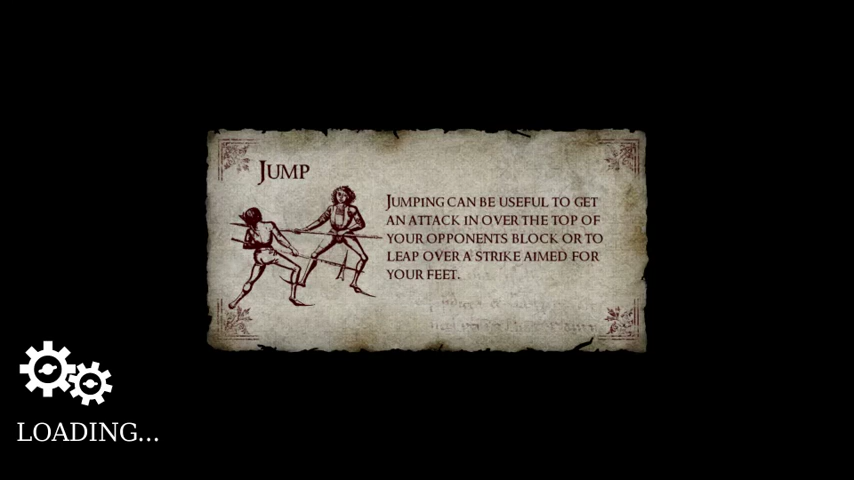 JUMP
JUMPING CAN BE USEFUL TO GET
AN ATTACK IN OVER THE TOP OF
YOUR OPPONENTS BLOCK OR TO
LEAP OVER A STRIKE AIMED FOR
YOUR FEET.
LOADING...